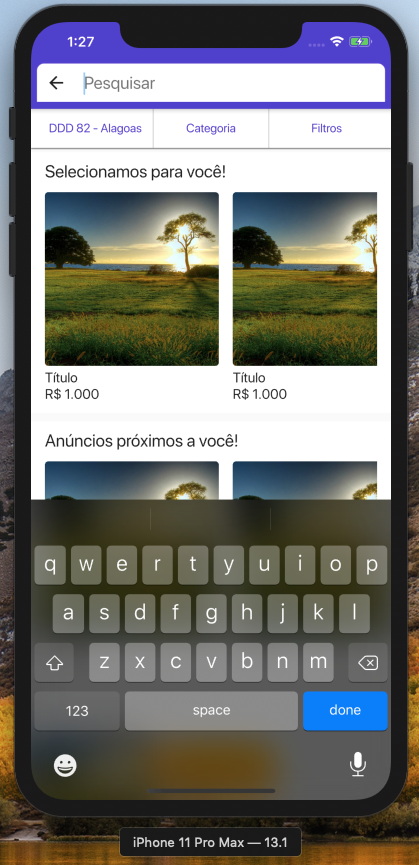 1:27
Pesquisar
DDD 82 - Alagoas Categoria Filtros
Selecionamos para você!
Título Título
R$ 1.000 R$ 1.000
Anúncios próximos a você!
q w e r t y u i o p
a s d f g h j k l
z x c v b n m
123 space done
iPhone 11 Pro Max — 13.1